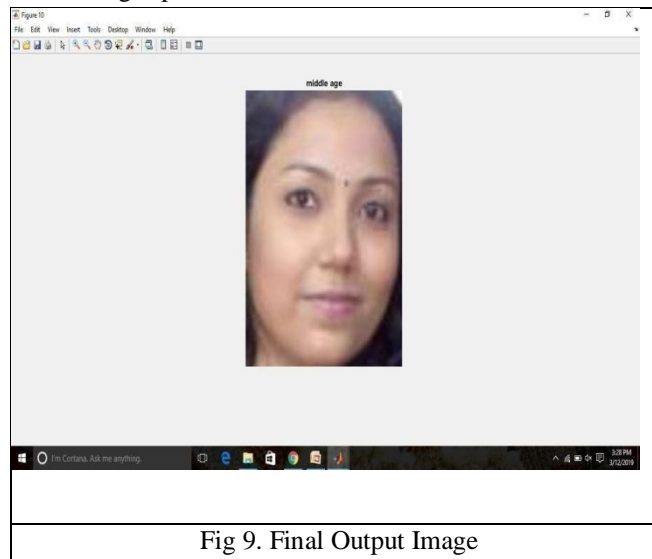 Figure 10
File Edit View Insert Tools Desktop Window Help
middle age
I'm Cortana. Ask me anything.
3:28 PM
3/12/2019
Fig 9. Final Output Image